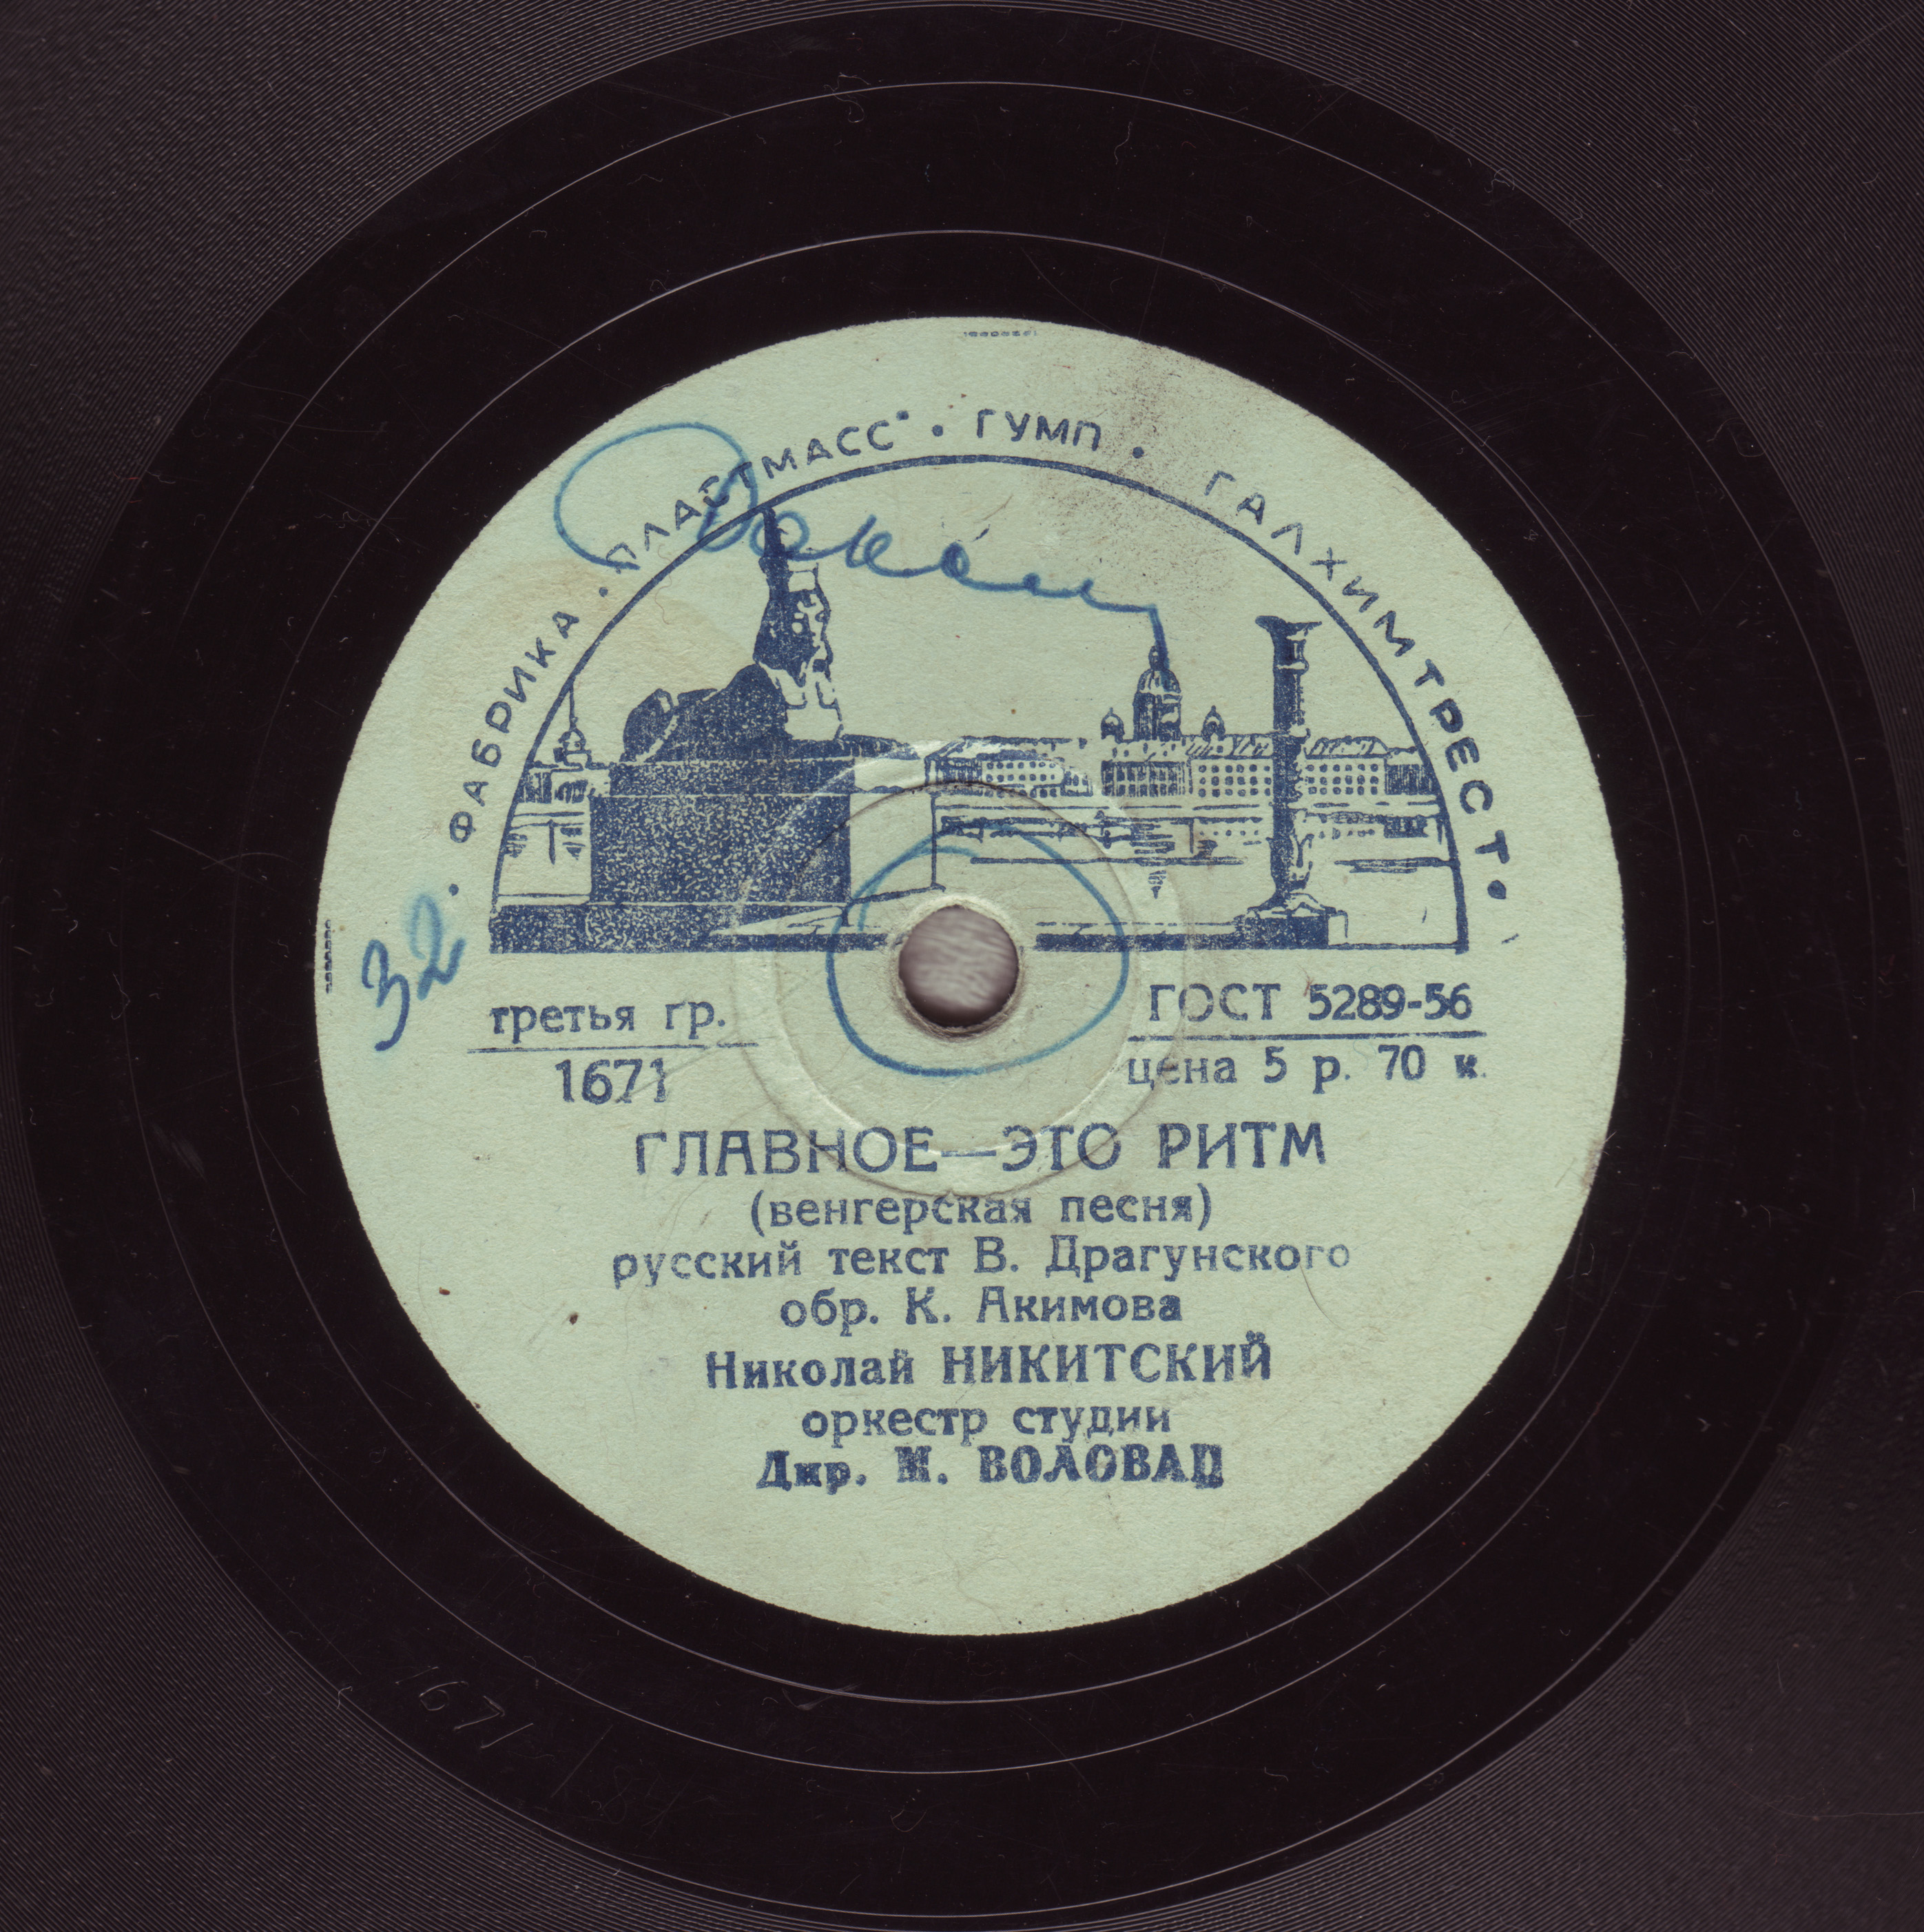 · ФАБРИКА · „ПЛАСТМАСС" · ГУМП · ГАЛХИМТРЕСТ ·
32
третья гр.
1671
ГОСТ 5289-56
цена 5 р. 70 к.
ГЛАВНОЕ—ЭТО РИТМ
(венгерская песня)
русский текст В. Драгунского
обр. К. Акимова
Николай НИКИТСКИЙ
оркестр студии
Дир. М. ВОЛОВАЦ
1671